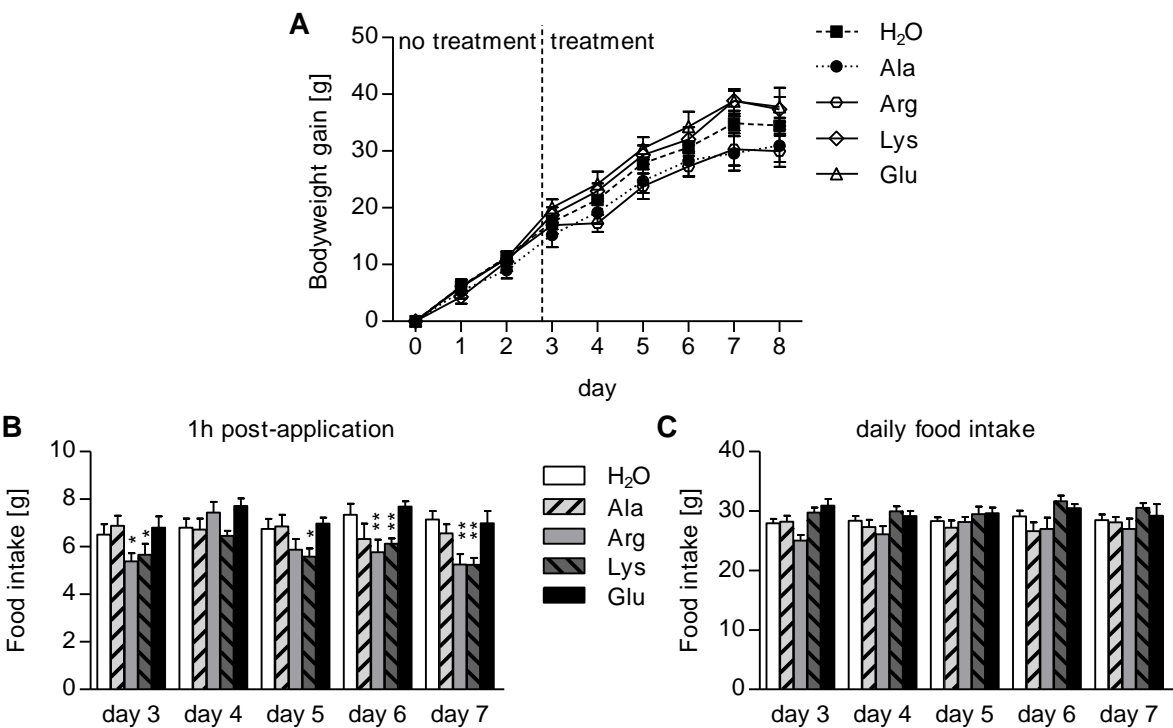 A
no treatment treatment
Bodyweight gain [g]
50
40
30
20
10
0
0 1 2 3 4 5 6 7 8
day
H₂O
Ala
Arg
Lys
Glu
B
1h post-application
Food intake [g]
10
8
6
4
2
0
* * * ** ** ** **
day 3 day 4 day 5 day 6 day 7
H₂O
Ala
Arg
Lys
Glu
C
daily food intake
Food intake [g]
40
30
20
10
0
day 3 day 4 day 5 day 6 day 7